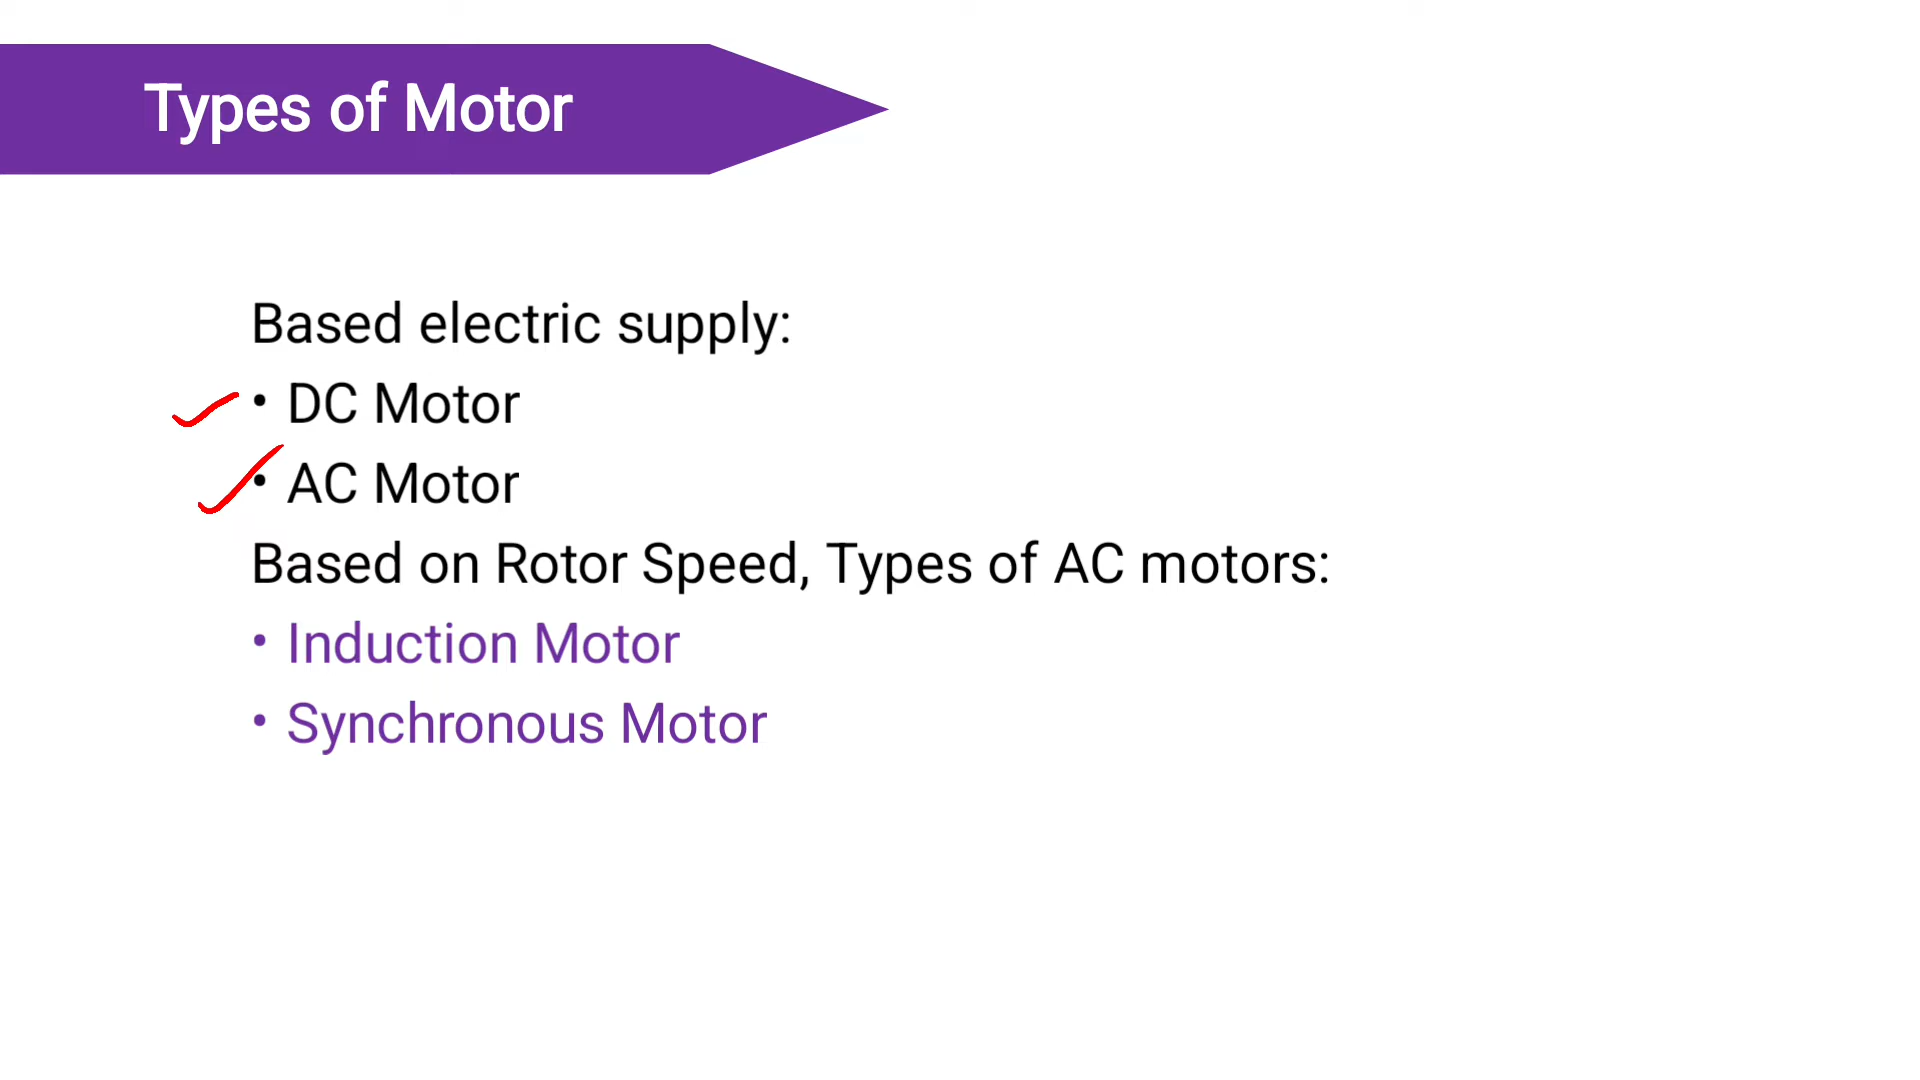 Types of Motor
Based electric supply:
• DC Motor
• AC Motor
Based on Rotor Speed, Types of AC motors:
• Induction Motor
• Synchronous Motor